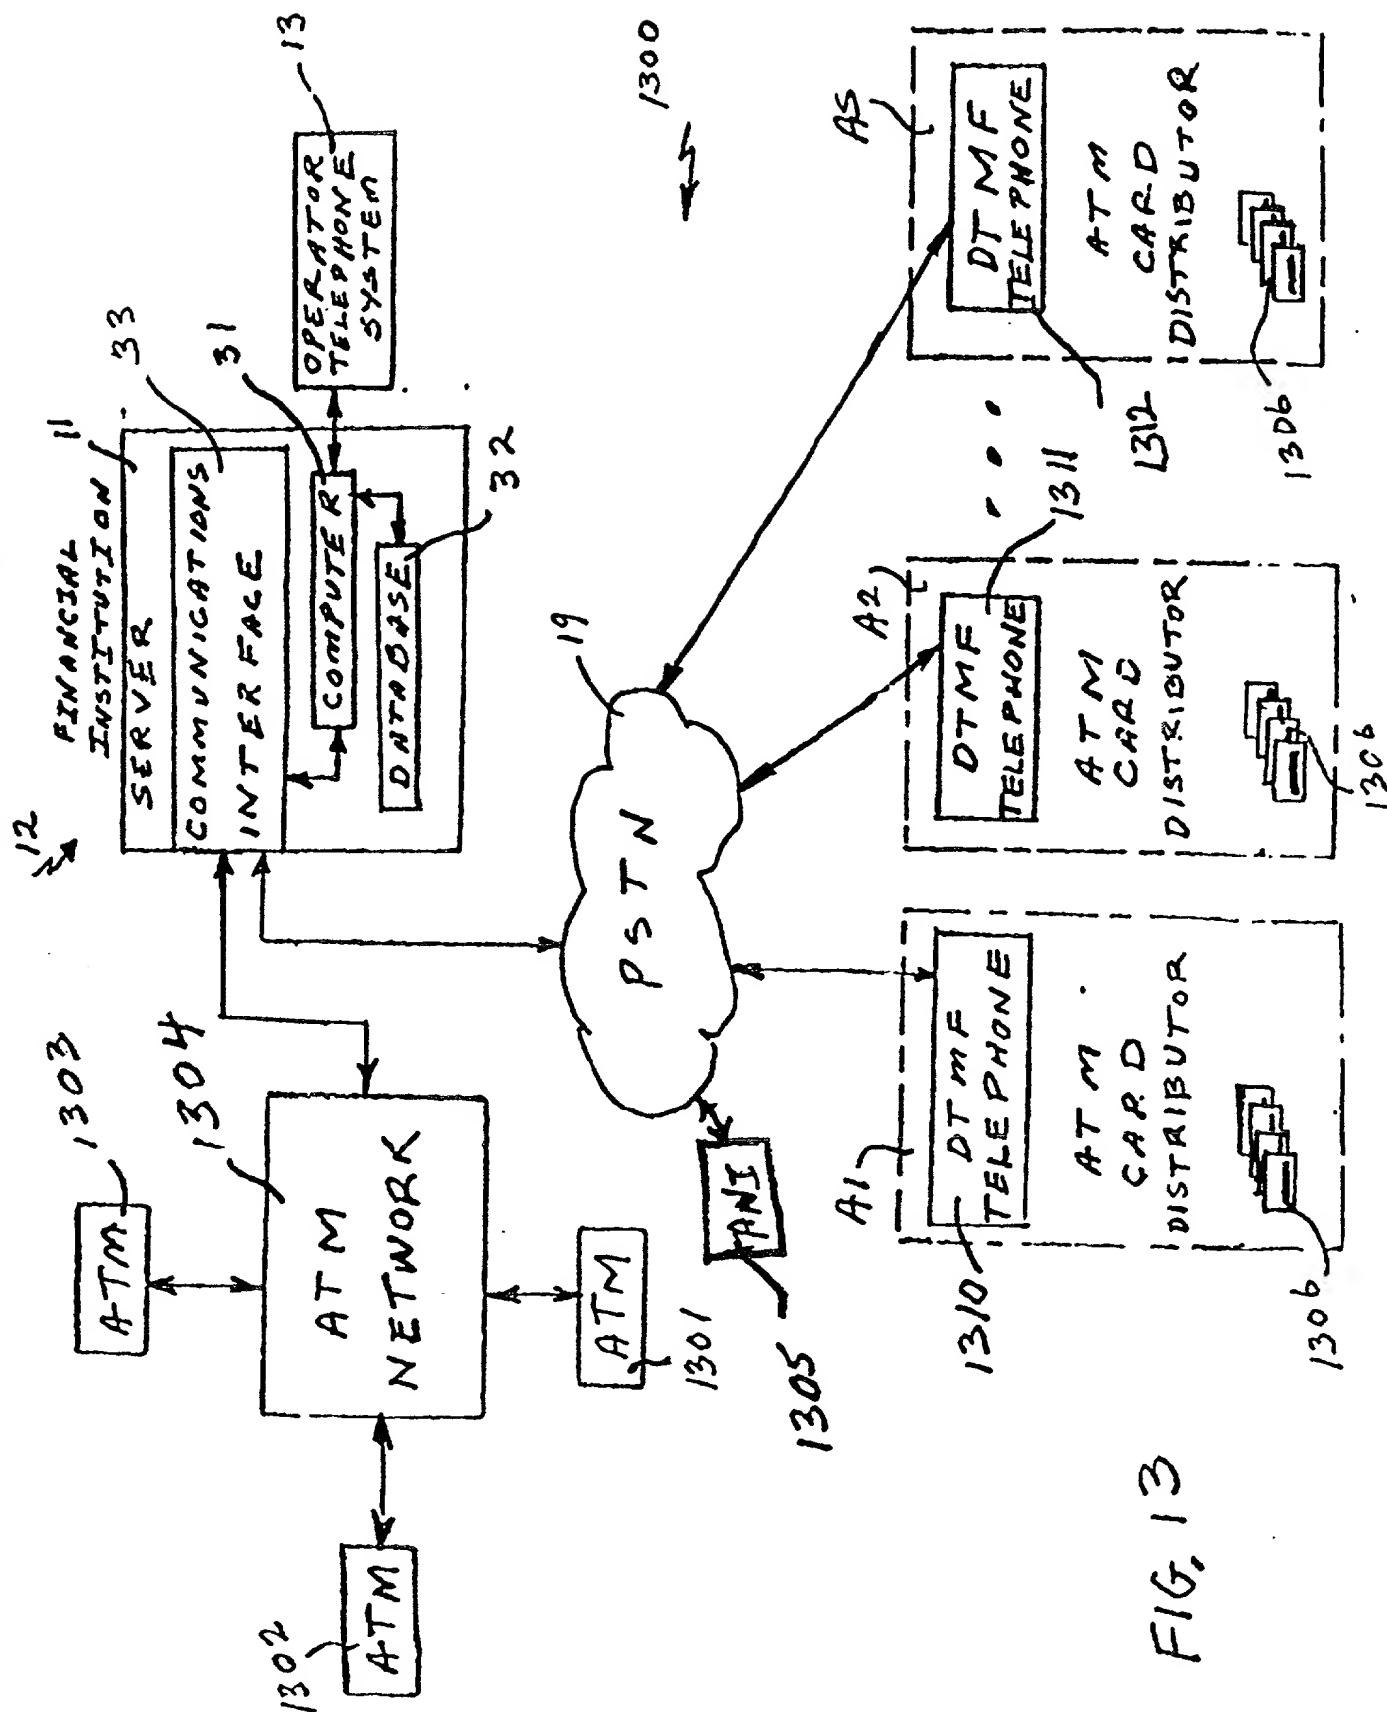 1302
ATM
ATM
1303
1304
ATM
NETWORK
ATM
1301
12
FINANCIAL
INSTITUTION
11
SERVER
COMMUNICATIONS
INTERFACE
33
COMPUTER
31
DATABASE
32
OPERATOR
TELEPHONE
SYSTEM
13
1300
PSTN
19
ANI
1305
A1
DTMF
TELEPHONE
1310
ATM
CARD
DISTRIBUTOR
1306
A2
DTMF
TELEPHONE
1311
ATM
CARD
DISTRIBUTOR
1306
AS
DTMF
TELEPHONE
1312
ATM
CARD
DISTRIBUTOR
1306
FIG. 13